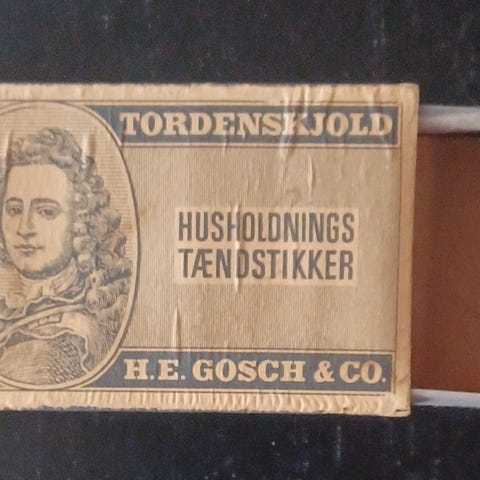 TORDENSKJOLD
HUSHOLDNINGS
TÆNDSTIKKER
H.E. GOSCH & CO.